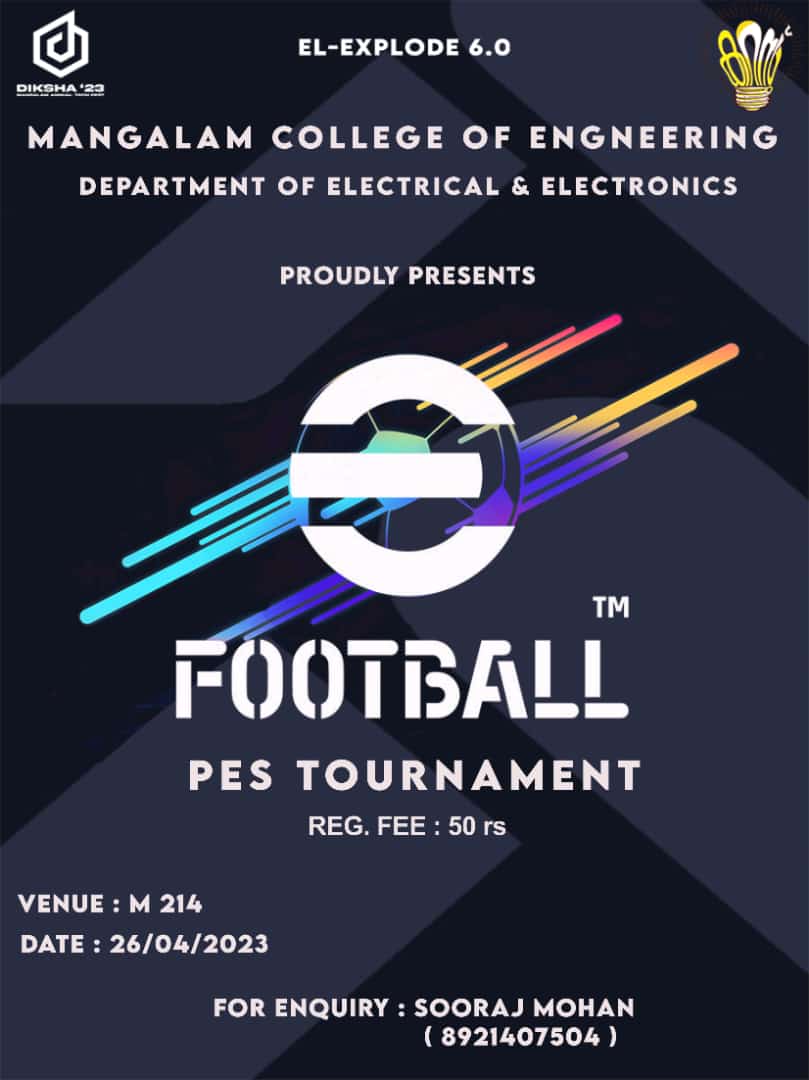 EL-EXPLODE 6.0
DIKSHA '23
MANGALAM COLLEGE OF ENGNEERING
DEPARTMENT OF ELECTRICAL & ELECTRONICS
PROUDLY PRESENTS
FOOTBALL TM
PES TOURNAMENT
REG. FEE : 50 rs
VENUE : M 214
DATE : 26/04/2023
FOR ENQUIRY : SOORAJ MOHAN
( 8921407504 )